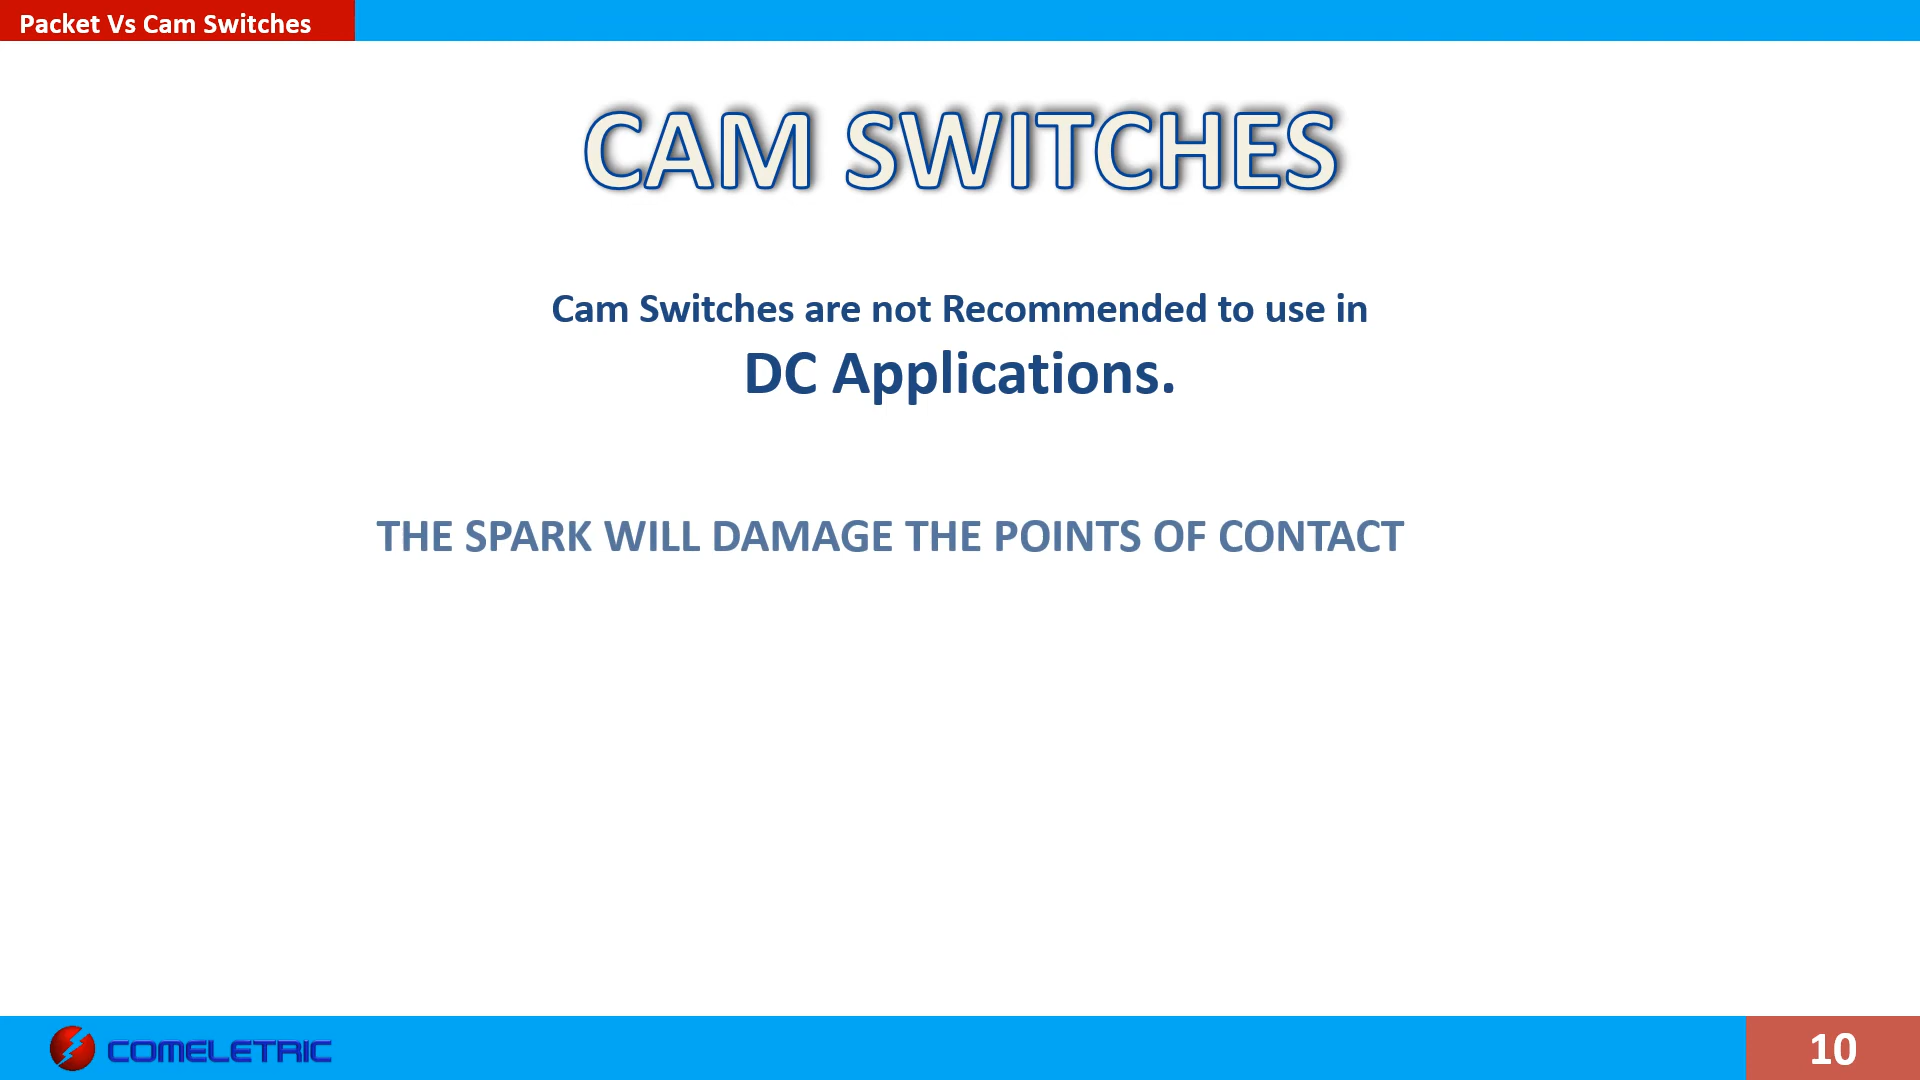 Packet Vs Cam Switches
CAM SWITCHES
Cam Switches are not Recommended to use in
DC Applications.
THE SPARK WILL DAMAGE THE POINTS OF CONTACT
COMELETRIC
10